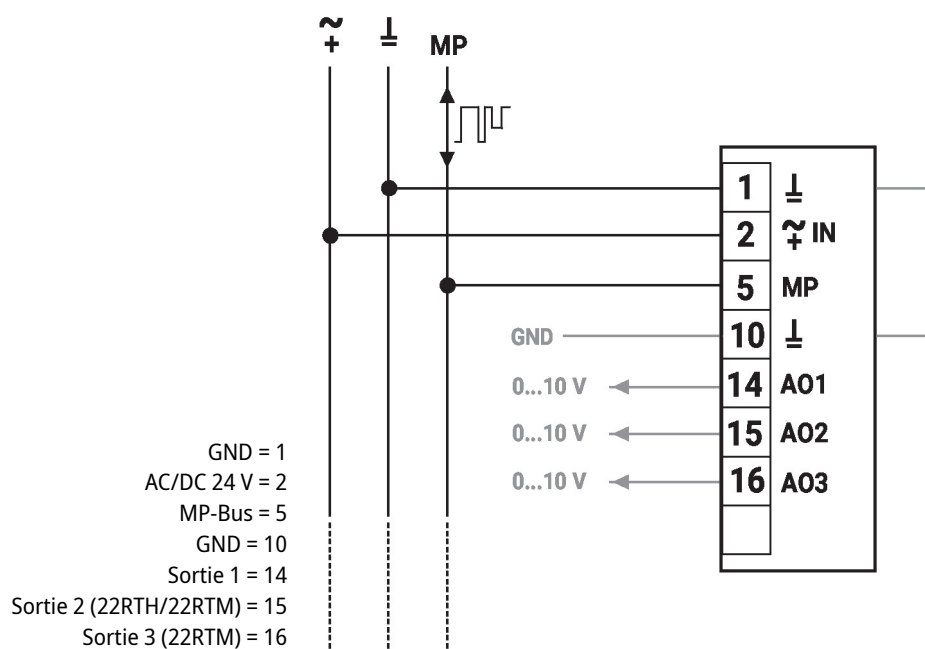 ~
+
⊥
MP
1 ⊥
2 ~ + IN
5 MP
GND 10 ⊥
0...10 V 14 AO1
0...10 V 15 AO2
0...10 V 16 AO3
GND = 1
AC/DC 24 V = 2
MP-Bus = 5
GND = 10
Sortie 1 = 14
Sortie 2 (22RTH/22RTM) = 15
Sortie 3 (22RTM) = 16